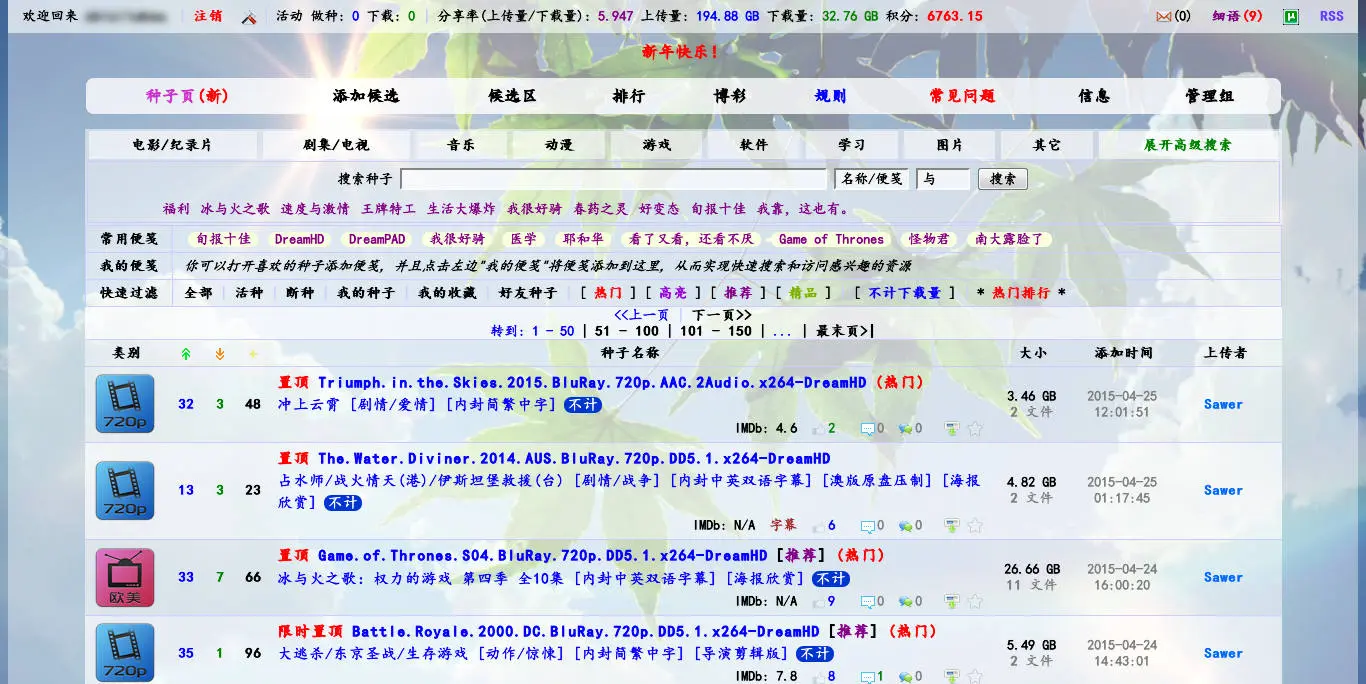 欢迎回来 注销 活动 做种: 0 下载: 0 分享率(上传量/下载量): 5.947 上传量: 194.88 GB 下载量: 32.76 GB 积分: 6763.15 (0) 细语(9) µ RSS
新年快乐！
种子页(新) 添加候选 候选区 排行 博彩 规则 常见问题 信息 管理组
电影/纪录片 剧集/电视 音乐 动漫 游戏 软件 学习 图片 其它 展开高级搜索
搜索种子 名称/便笺 与 搜索
福利 冰与火之歌 速度与激情 王牌特工 生活大爆炸 我很好骑 春药之灵 好变态 旬报十佳 我靠，这也有。
常用便笺 旬报十佳 DreamHD DreamPAD 我很好骑 医学 耶和华 看了又看，还看不厌 Game of Thrones 怪物君 南大露脸了
我的便笺 你可以打开喜欢的种子添加便笺, 并且点击左边"我的便笺"将便笺添加到这里, 从而实现快速搜索和访问感兴趣的资源
快速过滤 全部 活种 断种 我的种子 我的收藏 好友种子 [ 热门 ] [ 高亮 ] [ 推荐 ] [ 精品 ] [ 不计下载量 ] * 热门排行 *
<<上一页 | 下一页>>
转到: 1 - 50 | 51 - 100 | 101 - 150 | ... | 最末页>|
类别 种子名称 大小 添加时间 上传者
置顶 Triumph.in.the.Skies.2015.BluRay.720p.AAC.2Audio.x264-DreamHD (热门)
720p 32 3 48 冲上云霄 [剧情/爱情] [内封简繁中字] 不计 3.46 GB 2 文件 2015-04-25 12:01:51 Sawer
IMDb: 4.6 2 0 0
置顶 The.Water.Diviner.2014.AUS.BluRay.720p.DD5.1.x264-DreamHD
720p 13 3 23 占水师/战火情天(港)/伊斯坦堡救援(台) [剧情/战争] [内封中英双语字幕] [澳版原盘压制] [海报 4.82 GB 2 文件 2015-04-25 01:17:45 Sawer
欣赏] 不计
IMDb: N/A 字幕 6 0 0
置顶 Game.of.Thrones.S04.BluRay.720p.DD5.1.x264-DreamHD [推荐] (热门)
欧美 33 7 66 冰与火之歌: 权力的游戏 第四季 全10集 [内封中英双语字幕] [海报欣赏] 不计 26.66 GB 11 文件 2015-04-24 16:00:20 Sawer
IMDb: N/A 9 0 0
限时置顶 Battle.Royale.2000.DC.BluRay.720p.DD5.1.x264-DreamHD [推荐] (热门)
720p 35 1 96 大逃杀/东京圣战/生存游戏 [动作/惊悚] [内封简繁中字] [导演剪辑版] 不计 5.49 GB 2 文件 2015-04-24 14:43:01 Sawer
IMDb: 7.8 8 1 0